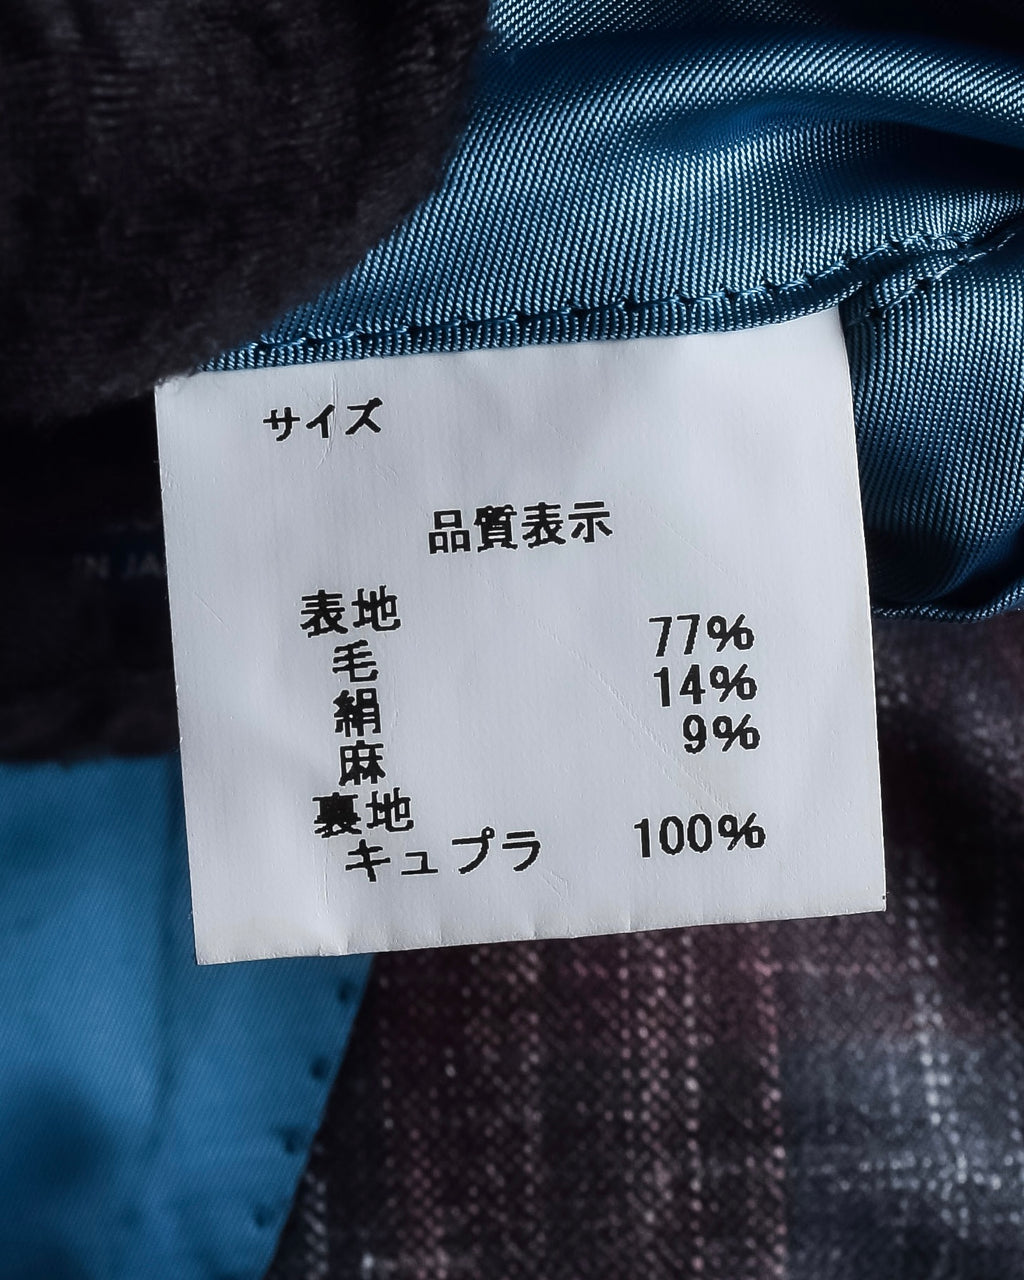 サイズ
品質表示
表地
毛 77%
絹 14%
麻 9%
裏地
キュプラ 100%